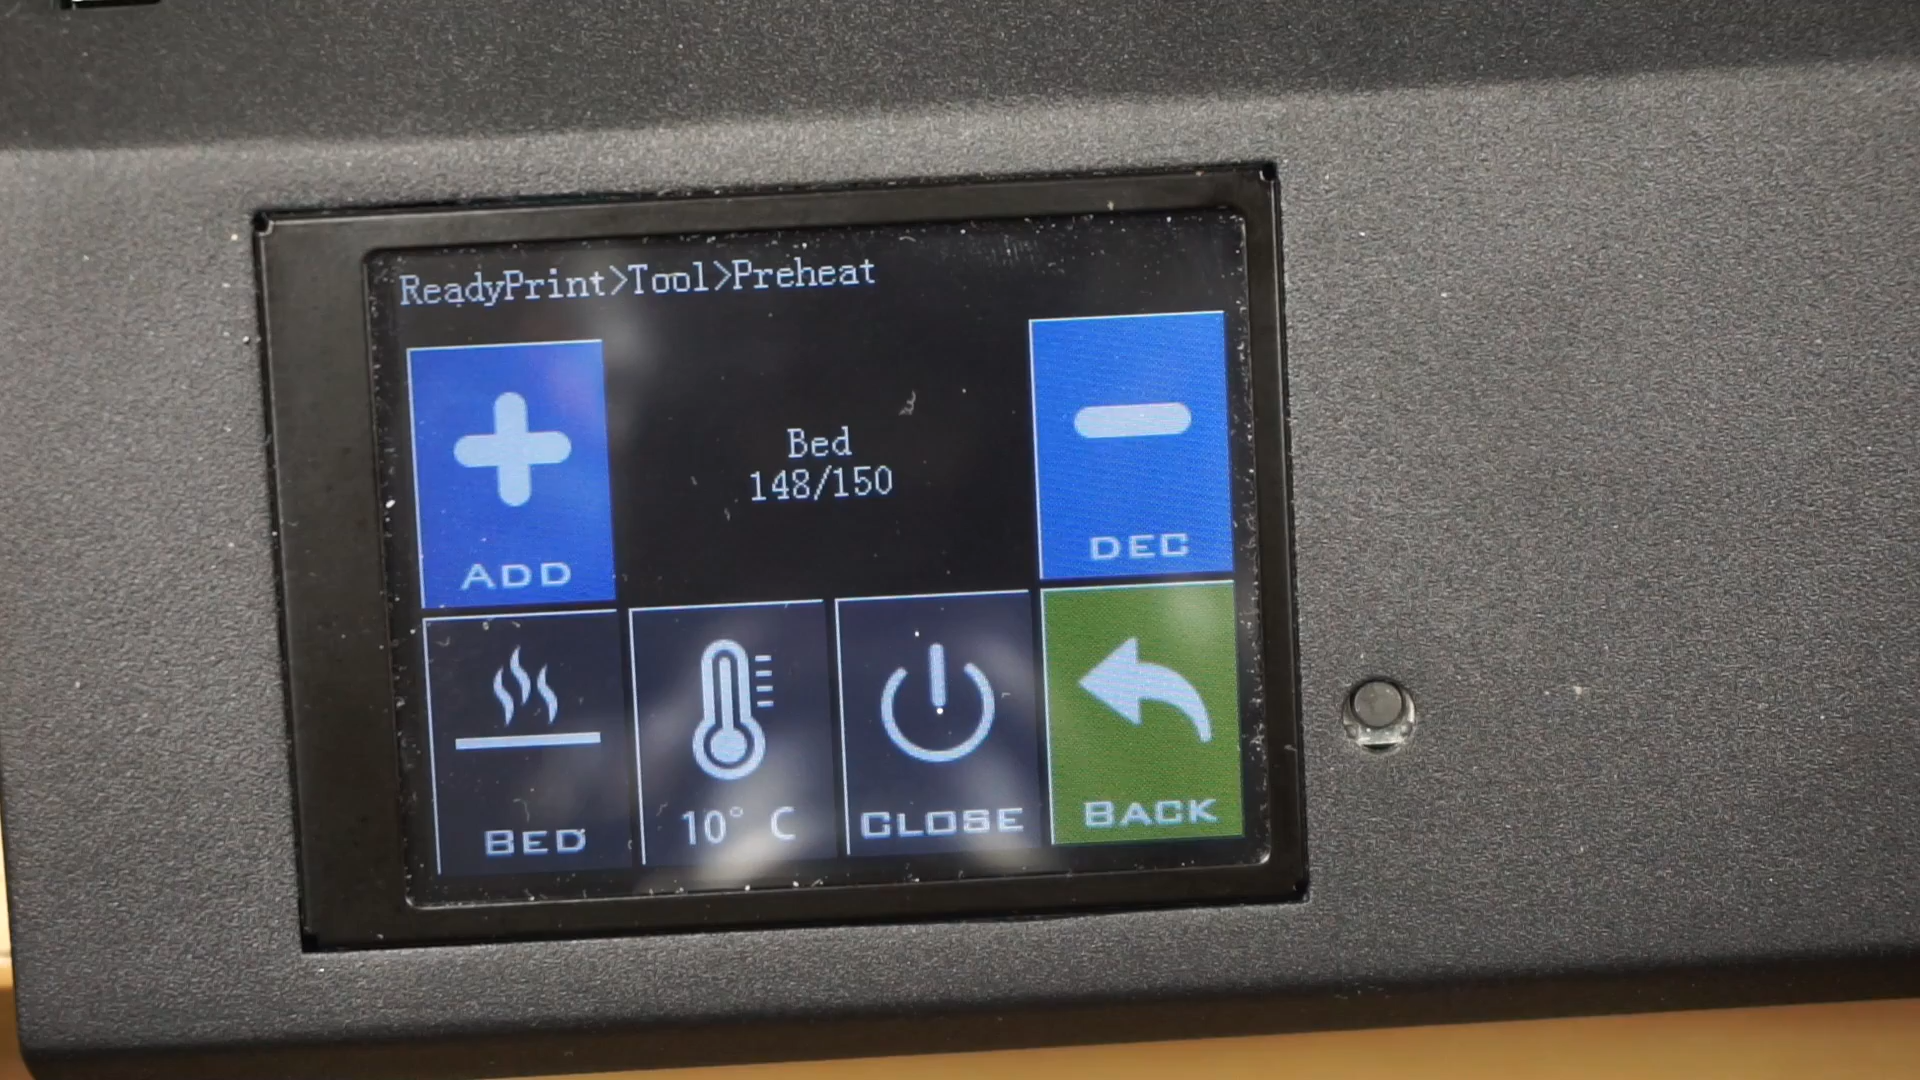 ReadyPrint>Tool>Preheat
Bed
148/150
ADD
DEC
BED
10° C
CLOSE
BACK